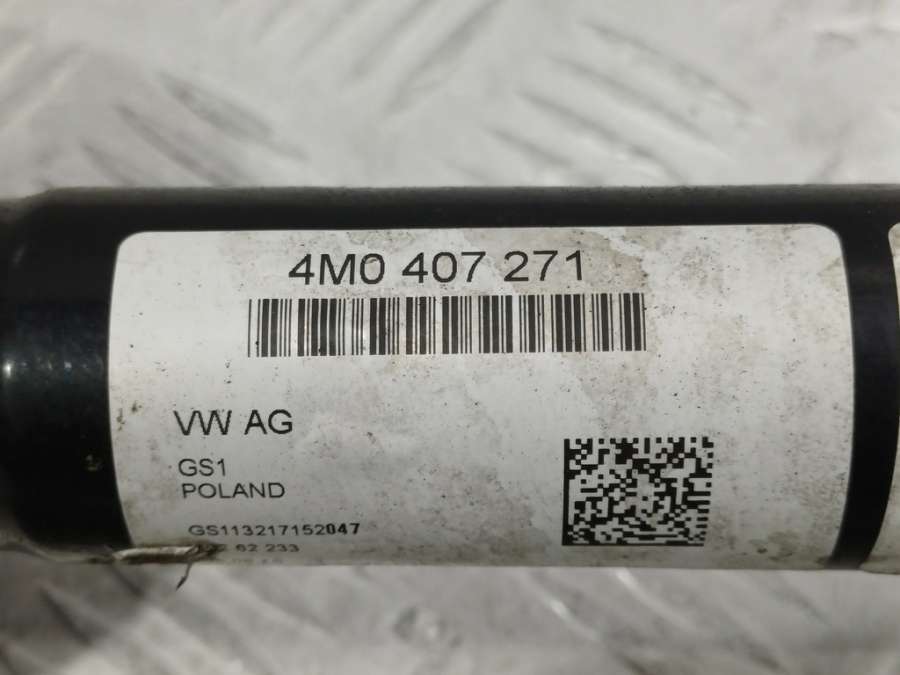 4M0 407 271
VW AG
GS1
POLAND
GS113217152047
62 233